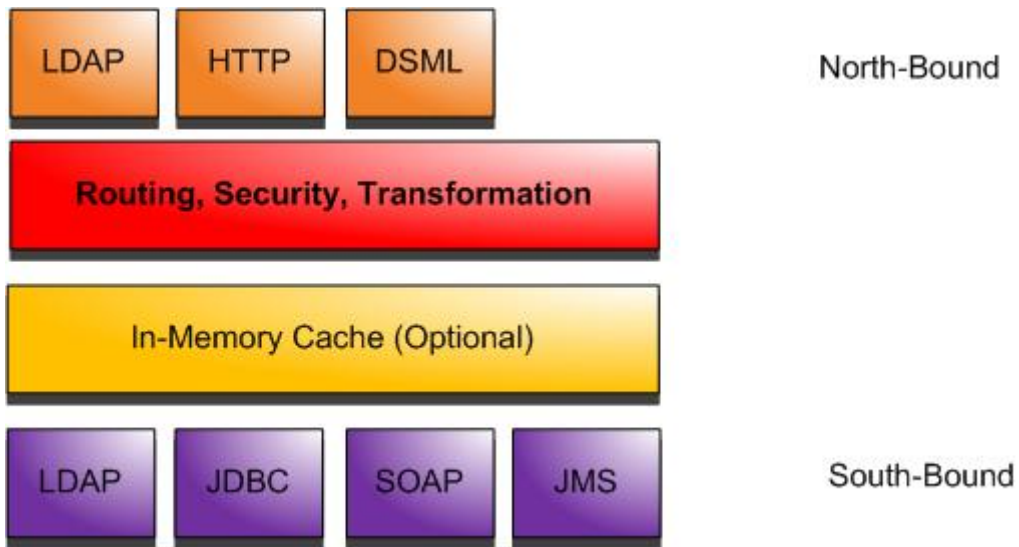 LDAP HTTP DSML North-Bound
Routing, Security, Transformation
In-Memory Cache (Optional)
LDAP JDBC SOAP JMS South-Bound